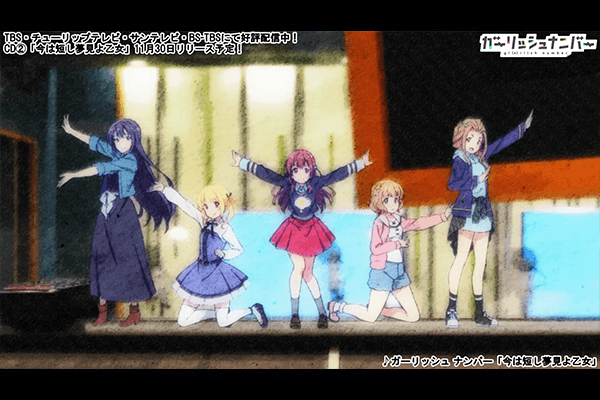 TBS・チューリップテレビ・サンテレビ・BS-TBSにて好評配信中！
CD②「今は短し夢見よ乙女」11月30日リリース予定！
ガーリッシュナンバー
girlish number
♪ガーリッシュ ナンバー「今は短し夢見よ乙女」